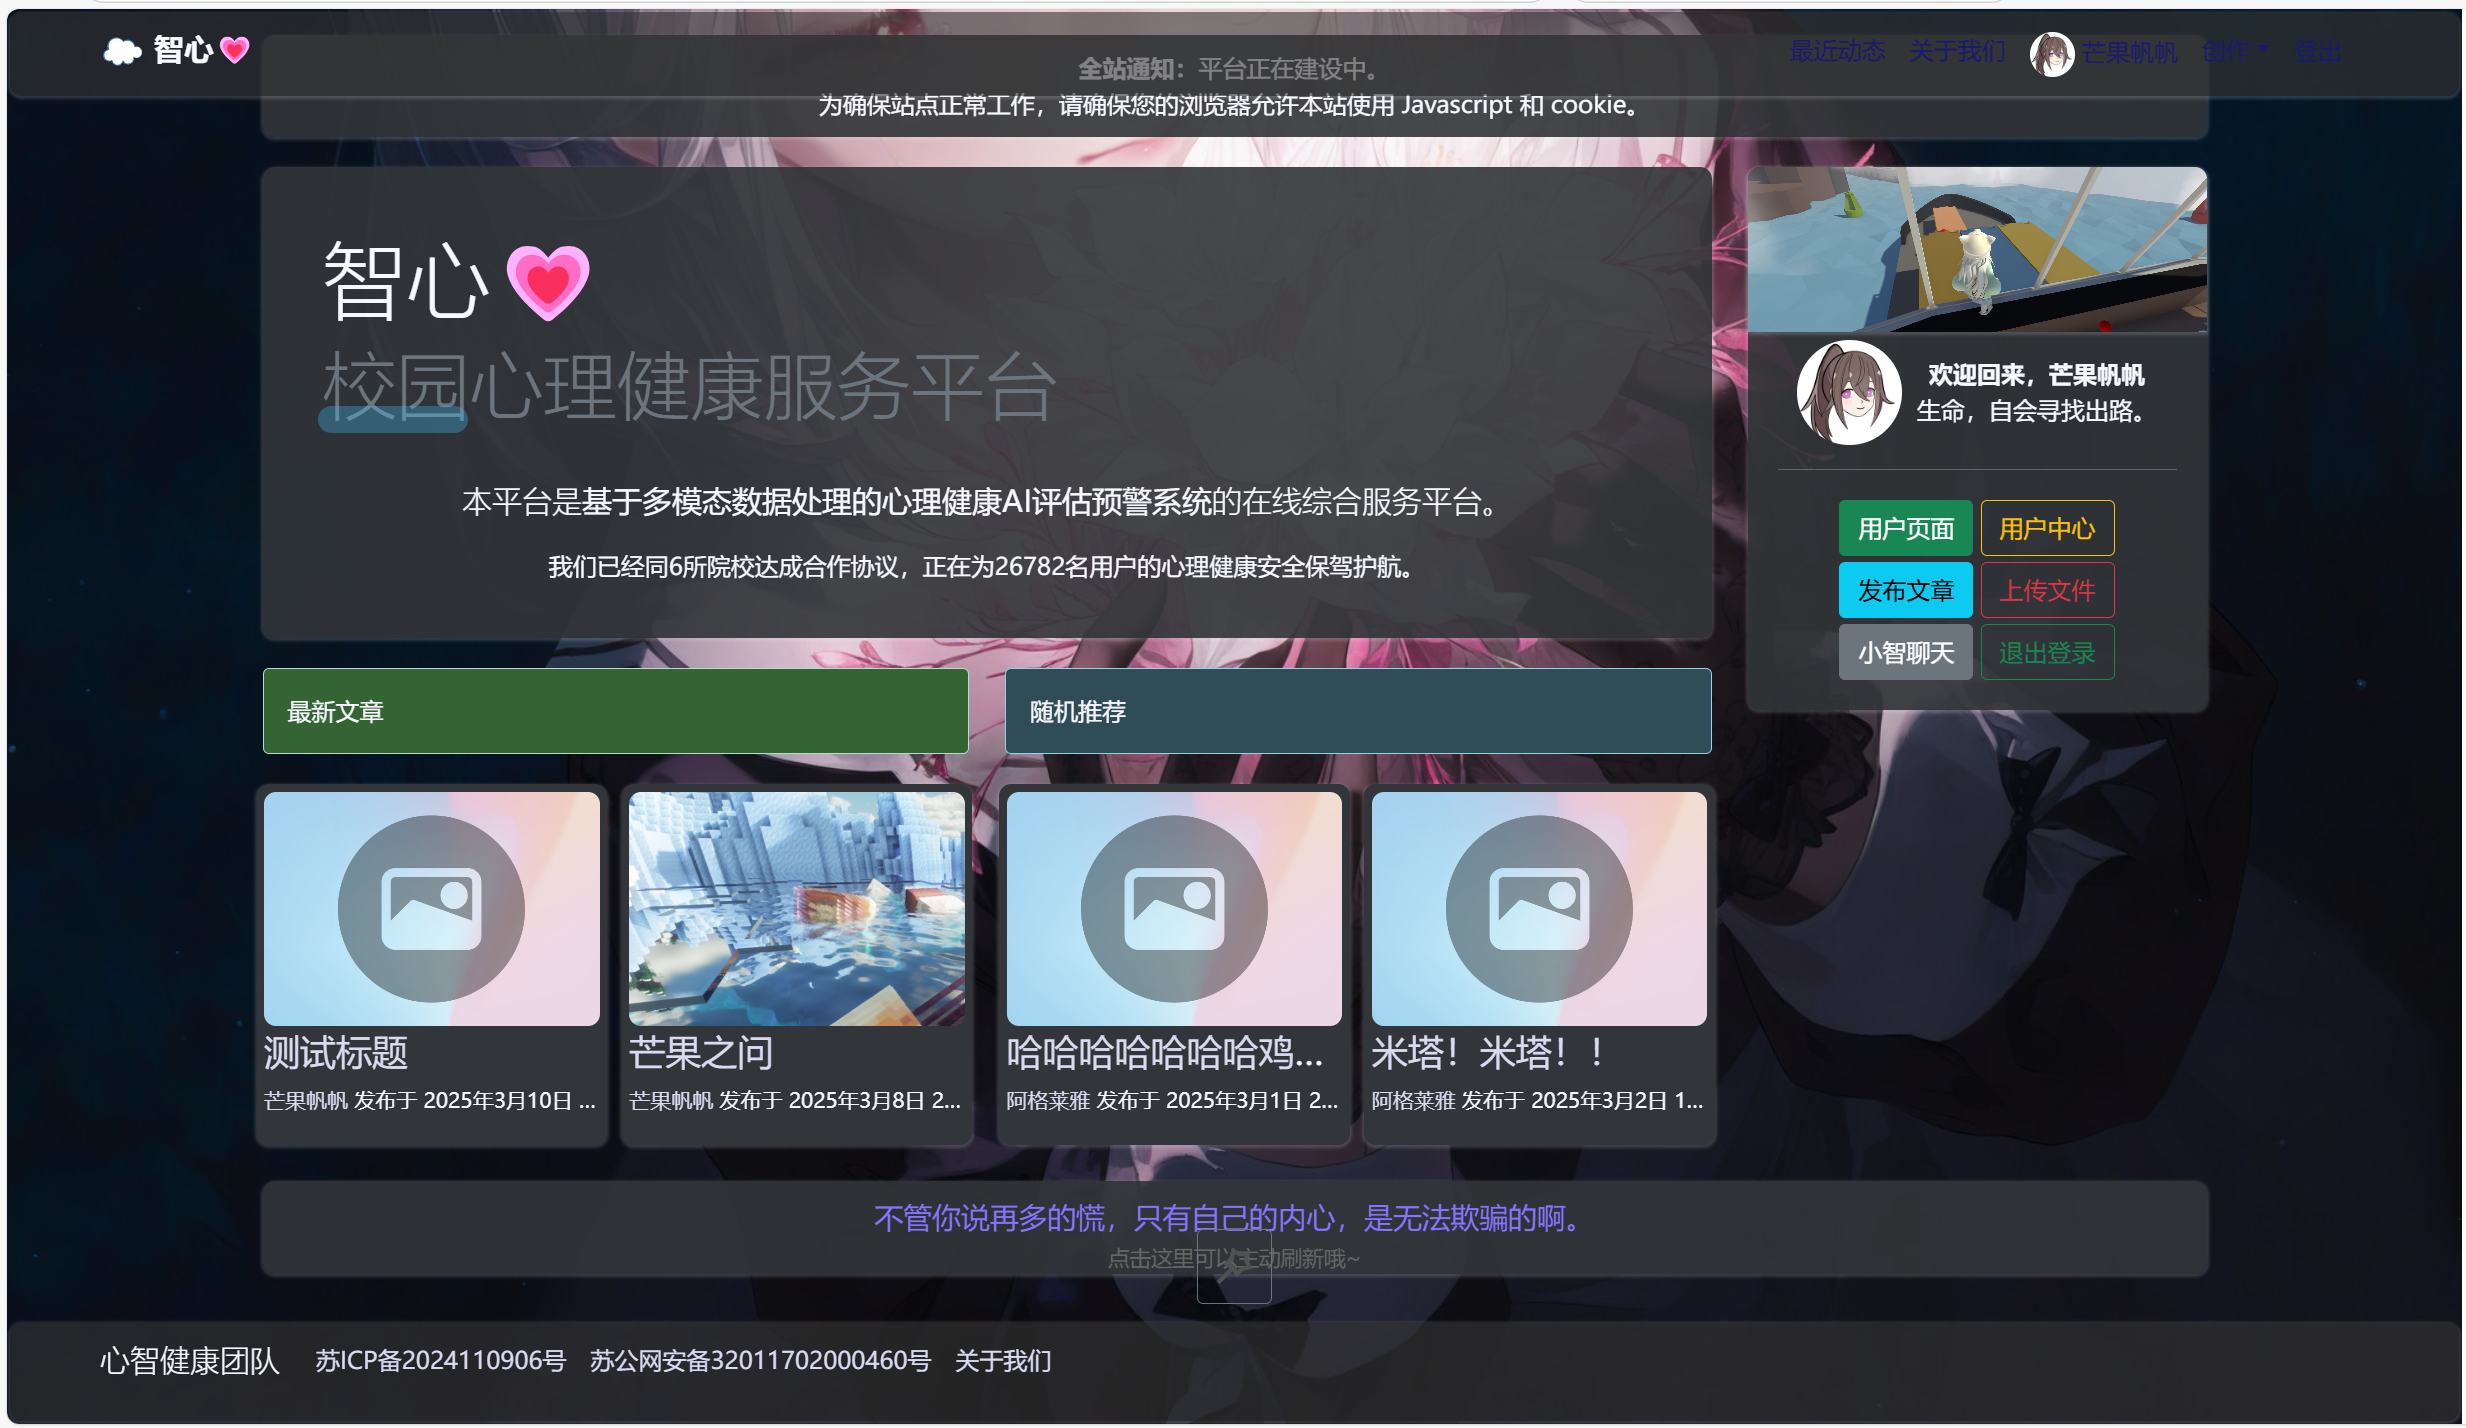 智心
最近动态 关于我们 芒果帆帆 创作 登出
全站通知：平台正在建设中。
为确保站点正常工作，请确保您的浏览器允许本站使用 Javascript 和 cookie。
智心
校园心理健康服务平台
本平台是基于多模态数据处理的心理健康AI评估预警系统的在线综合服务平台。
我们已经同6所院校达成合作协议，正在为26782名用户的心理健康安全保驾护航。
欢迎回来，芒果帆帆
生命，自会寻找出路。
用户页面 用户中心
发布文章 上传文件
小智聊天 退出登录
最新文章
随机推荐
测试标题
芒果帆帆 发布于 2025年3月10日 ...
芒果之问
芒果帆帆 发布于 2025年3月8日 2...
哈哈哈哈哈哈哈鸡...
阿格莱雅 发布于 2025年3月1日 2...
米塔！米塔！！
阿格莱雅 发布于 2025年3月2日 1...
不管你说再多的慌，只有自己的内心，是无法欺骗的啊。
点击这里可以主动刷新哦~
心智健康团队 苏ICP备2024110906号 苏公网安备32011702000460号 关于我们